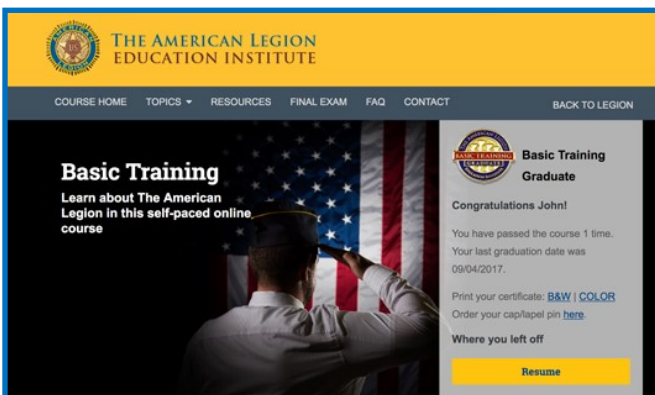 THE AMERICAN LEGION
EDUCATION INSTITUTE
COURSE HOME TOPICS RESOURCES FINAL EXAM FAQ CONTACT BACK TO LEGION
Basic Training
Learn about The American
Legion in this self-paced online
course
BASIC TRAINING
GRADUATE
Basic Training
Graduate
Congratulations John!
You have passed the course 1 time.
Your last graduation date was
09/04/2017.
Print your certificate: B&W | COLOR
Order your cap/lapel pin here.
Where you left off
Resume